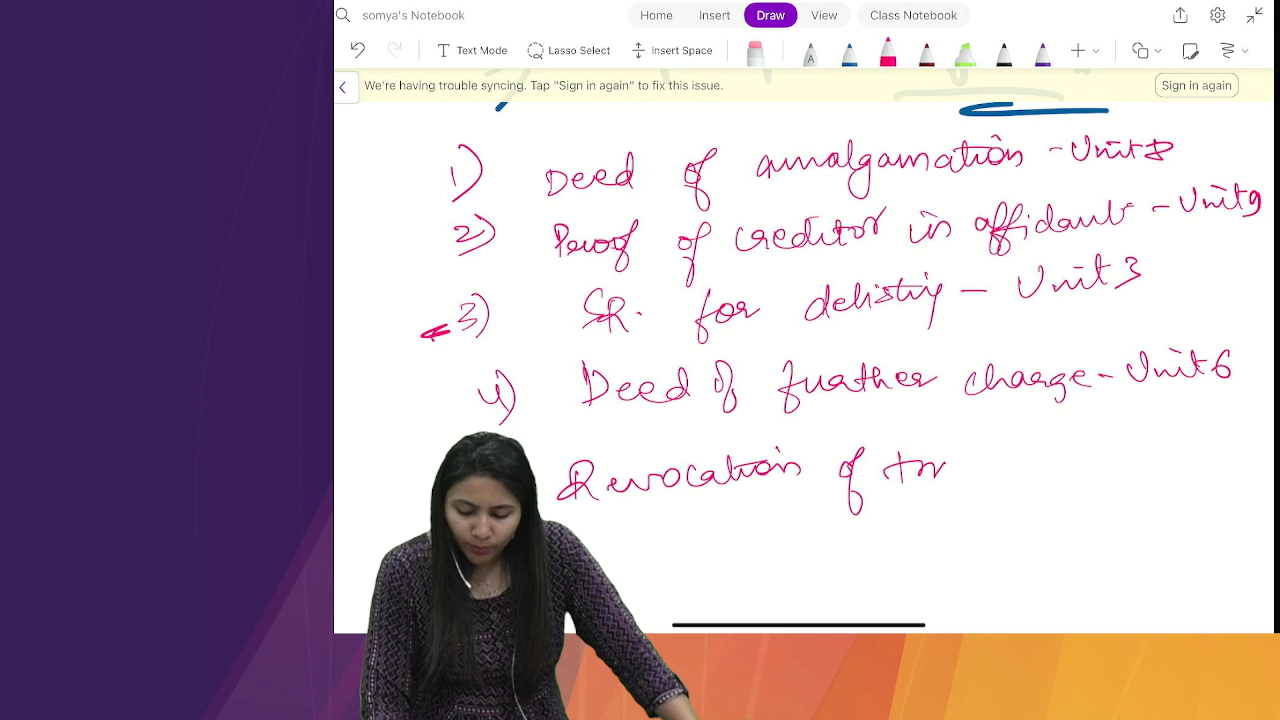 somya's Notebook
Home Insert Draw View Class Notebook
Text Mode Lasso Select Insert Space
We're having trouble syncing. Tap "Sign in again" to fix this issue. Sign in again
1) Deed of amalgamation - Unit 8
2) Proof of creditor in affidavit - Unit 9
3) SR. for delisting - Unit 3
4) Deed of further charge - Unit 6
Revocation of tr